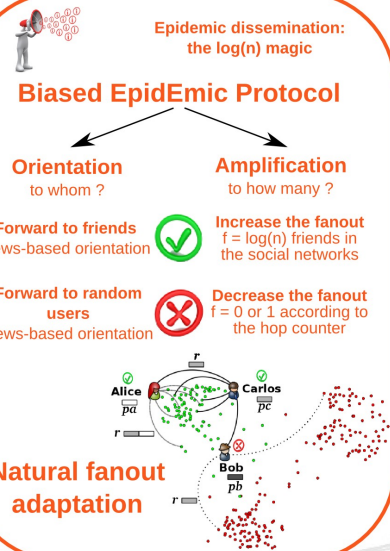 Epidemic dissemination:
the log(n) magic
Biased EpidEmic Protocol
Orientation
to whom ?
Amplification
to how many ?
Forward to friends
ews-based orientation
Increase the fanout
f = log(n) friends in
the social networks
Forward to random
users
ews-based orientation
Decrease the fanout
f = 0 or 1 according to
the hop counter
r
Alice
pa
Carlos
pc
r
Bob
pb
r
Natural fanout
adaptation